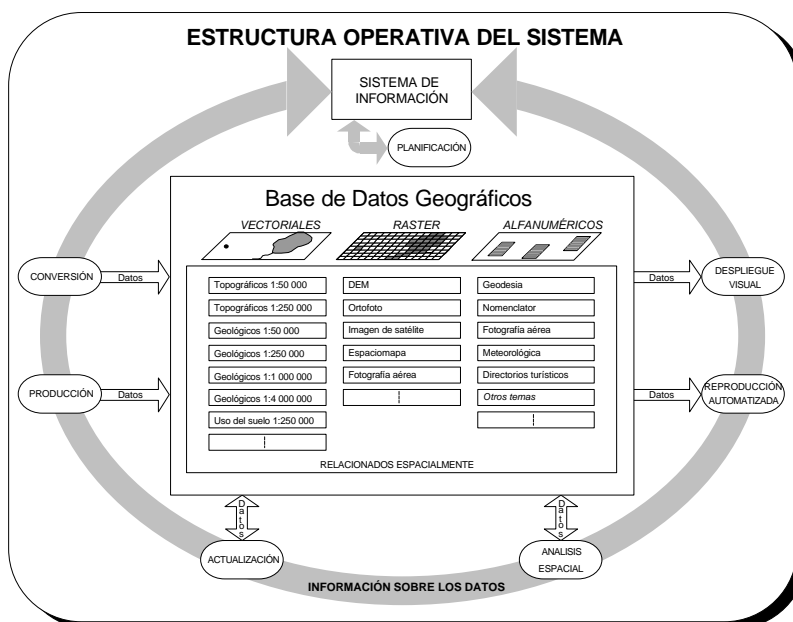 ESTRUCTURA OPERATIVA DEL SISTEMA
SISTEMA DE
INFORMACIÓN
PLANIFICACIÓN
Base de Datos Geográficos
VECTORIALES
RASTER
ALFANUMÉRICOS
CONVERSIÓN
Datos
PRODUCCIÓN
Datos
Topográficos 1:50 000
Topográficos 1:250 000
Geológicos 1:50 000
Geológicos 1:250 000
Geológicos 1:1 000 000
Geológicos 1:4 000 000
Uso del suelo 1:250 000
DEM
Ortofoto
Imagen de satélite
Espaciomapa
Fotografía aérea
Geodesia
Nomenclator
Fotografía aérea
Meteorológica
Directorios turísticos
Otros temas
RELACIONADOS ESPACIALMENTE
Datos
DESPLIEGUE
VISUAL
Datos
REPRODUCCIÓN
AUTOMATIZADA
Datos
ACTUALIZACIÓN
Datos
ANALISIS
ESPACIAL
INFORMACIÓN SOBRE LOS DATOS